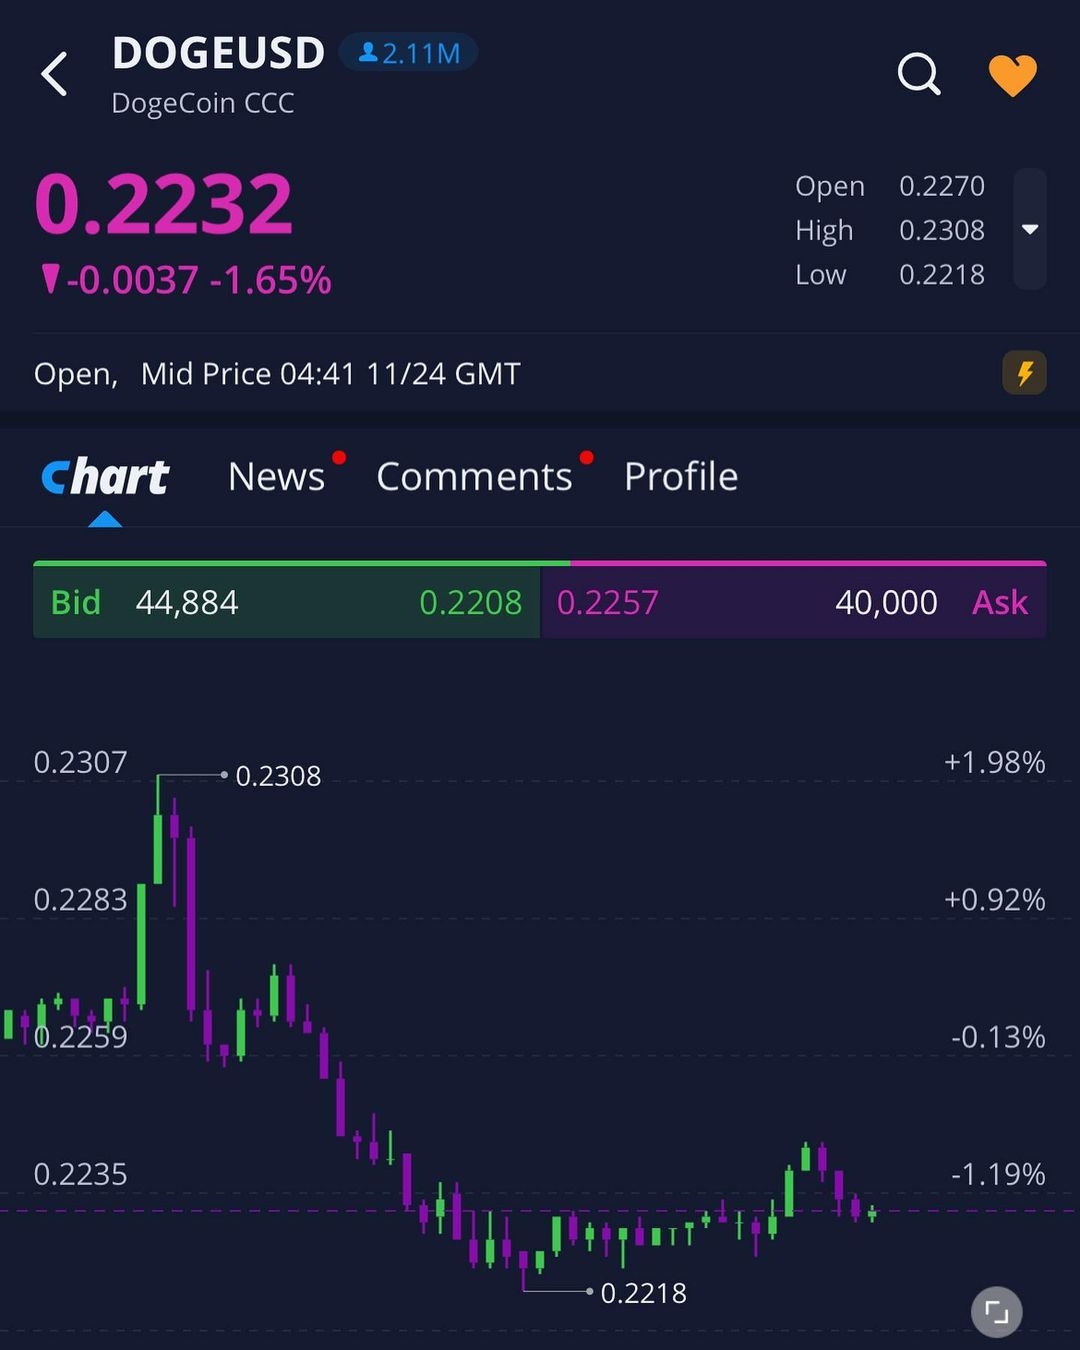 DOGEUSD 2.11M
DogeCoin CCC
0.2232
-0.0037 -1.65%
Open 0.2270
High 0.2308
Low 0.2218
Open, Mid Price 04:41 11/24 GMT
Chart News Comments Profile
Bid 44,884 0.2208 0.2257 40,000 Ask
0.2307 +1.98%
0.2308
0.2283 +0.92%
0.2259 -0.13%
0.2235 -1.19%
0.2218